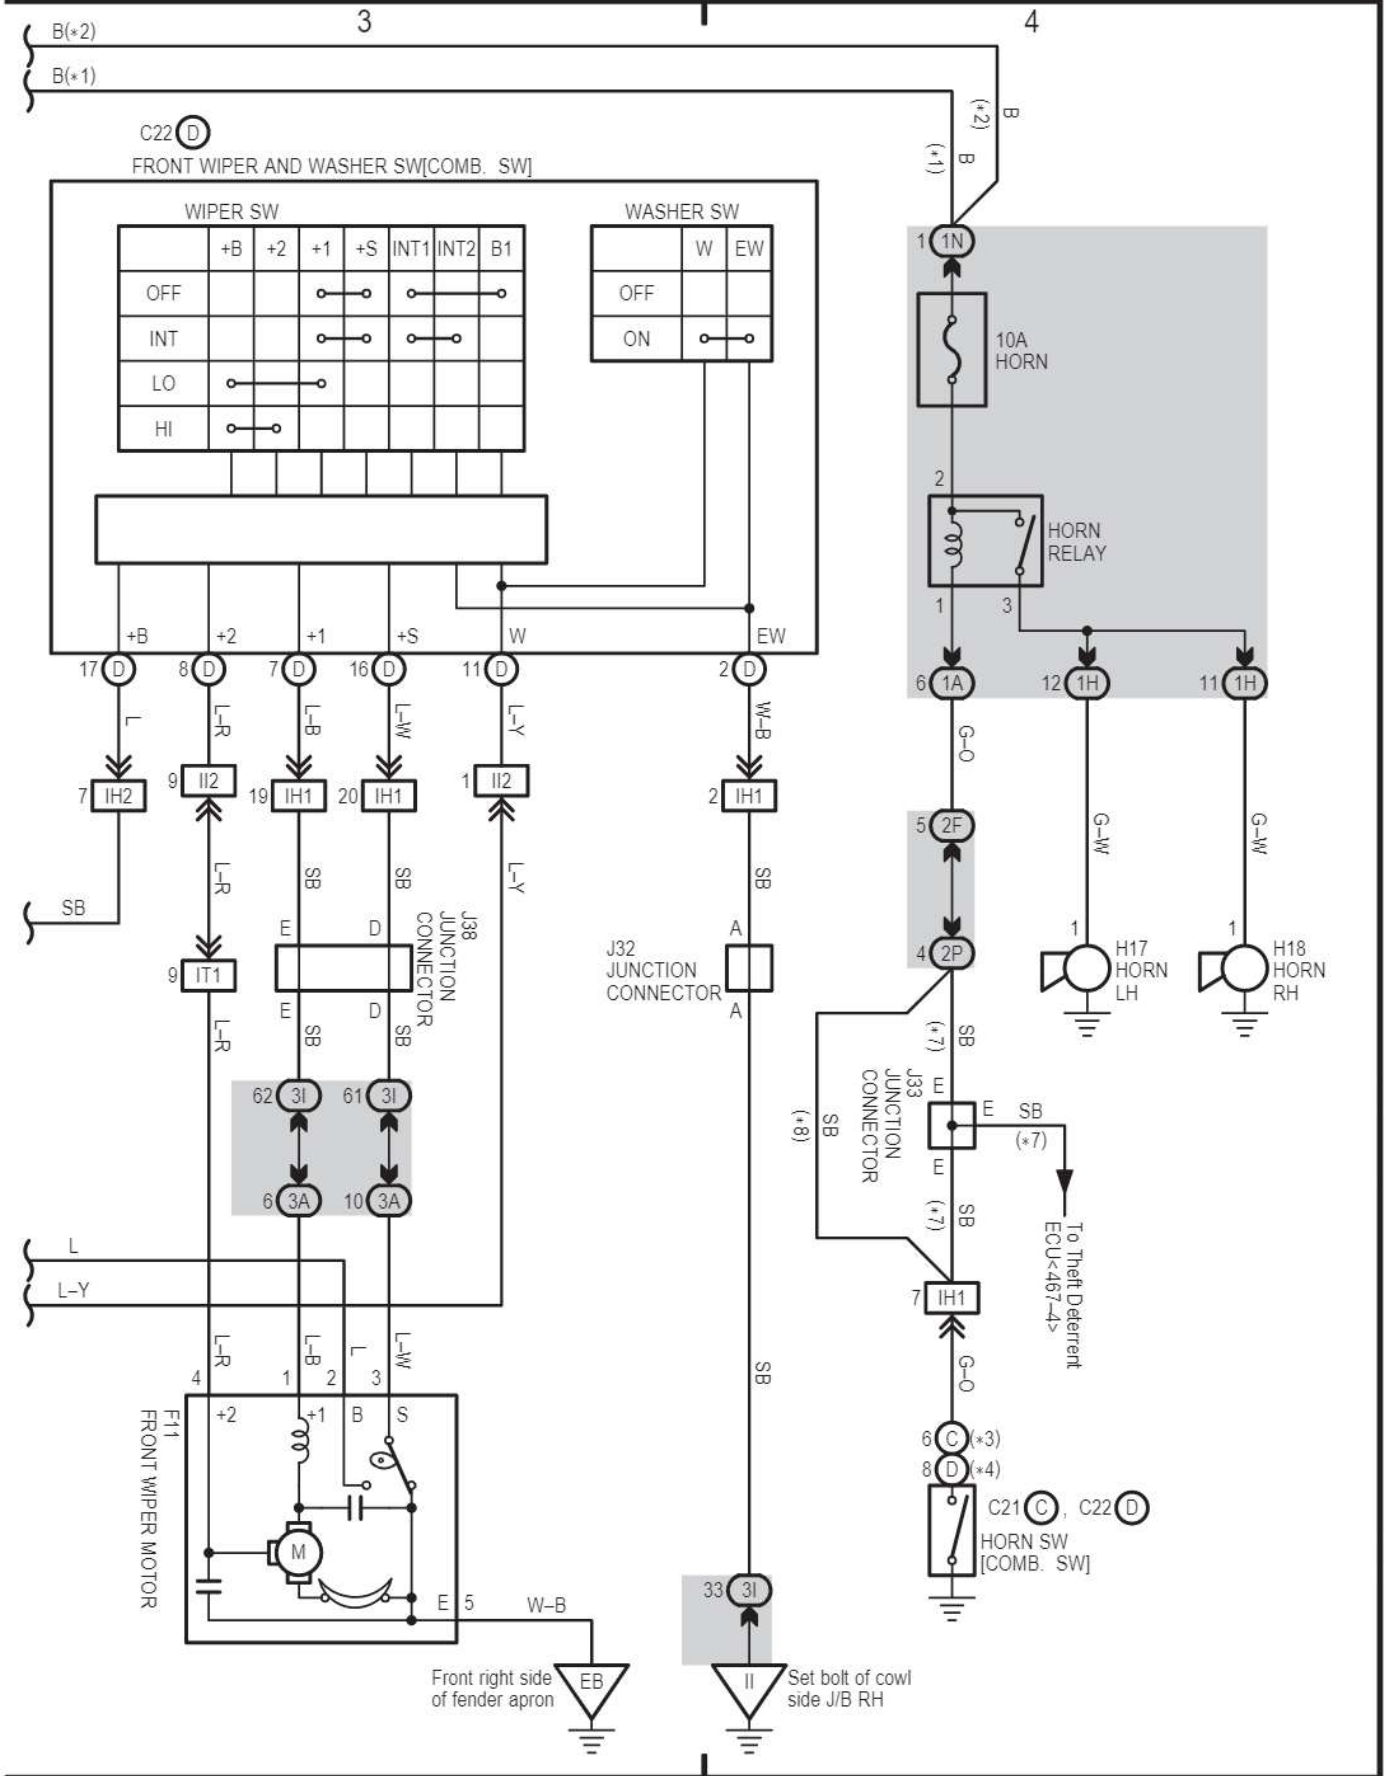 3
4
B(*2)
B(*1)
B
(*2)
B
(*1)
C22 D
FRONT WIPER AND WASHER SW[COMB. SW]
WIPER SW
+B +2 +1 +S INT1 INT2 B1
OFF
INT
LO
HI
WASHER SW
W EW
OFF
ON
+B +2 +1 +S W EW
17 D 8 D 7 D 16 D 11 D 2 D
L L–R L–B L–W L–Y W–B
7 IH2 9 II2 19 IH1 20 IH1 1 II2 2 IH1
L–R SB SB L–Y SB
SB
E D
J38
JUNCTION
CONNECTOR
9 IT1
E D
L–R SB SB
A
J32
JUNCTION
CONNECTOR
A
62 3I 61 3I
6 3A 10 3A
L
L–Y
L–R L–B L L–W
4 1 2 3
+2 +1 B S
F11
FRONT WIPER MOTOR
M
E 5
W–B
Front right side
of fender apron
EB
SB
33 3I
II
Set bolt of cowl
side J/B RH
1 1N
10A
HORN
2
HORN
RELAY
1 3
6 1A 12 1H 11 1H
G–O G–W G–W
5 2F
4 2P
1
H17
HORN
LH
1
H18
HORN
RH
SB
(*7)
SB
(*8)
J33
JUNCTION
CONNECTOR
E
E SB
(*7)
E
SB
(*7)
To Theft Deterrent
ECU<467–4>
7 IH1
G–O
6 C (*3)
8 D (*4)
C21 C , C22 D
HORN SW
[COMB. SW]